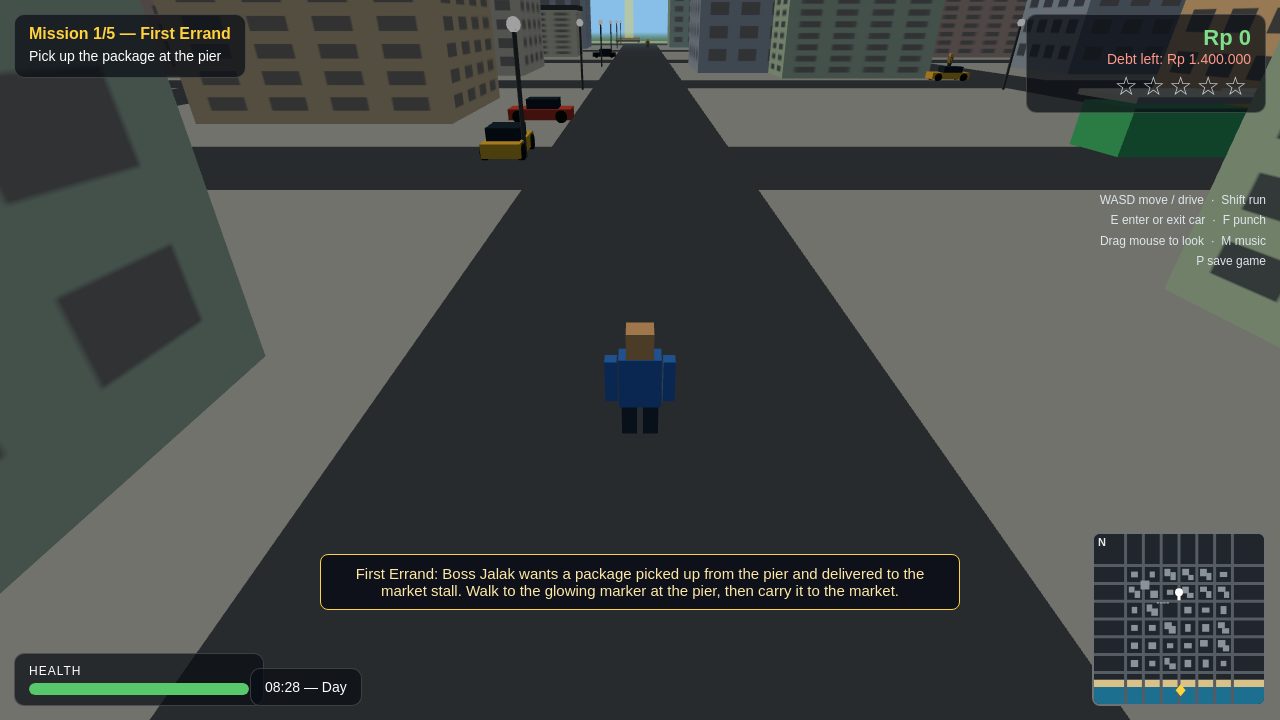 Mission 1/5 — First Errand
Pick up the package at the pier
Rp 0
Debt left: Rp 1.400.000
WASD move / drive · Shift run
E enter or exit car · F punch
Drag mouse to look · M music
P save game
N
First Errand: Boss Jalak wants a package picked up from the pier and delivered to the
market stall. Walk to the glowing marker at the pier, then carry it to the market.
HEALTH
08:28 — Day